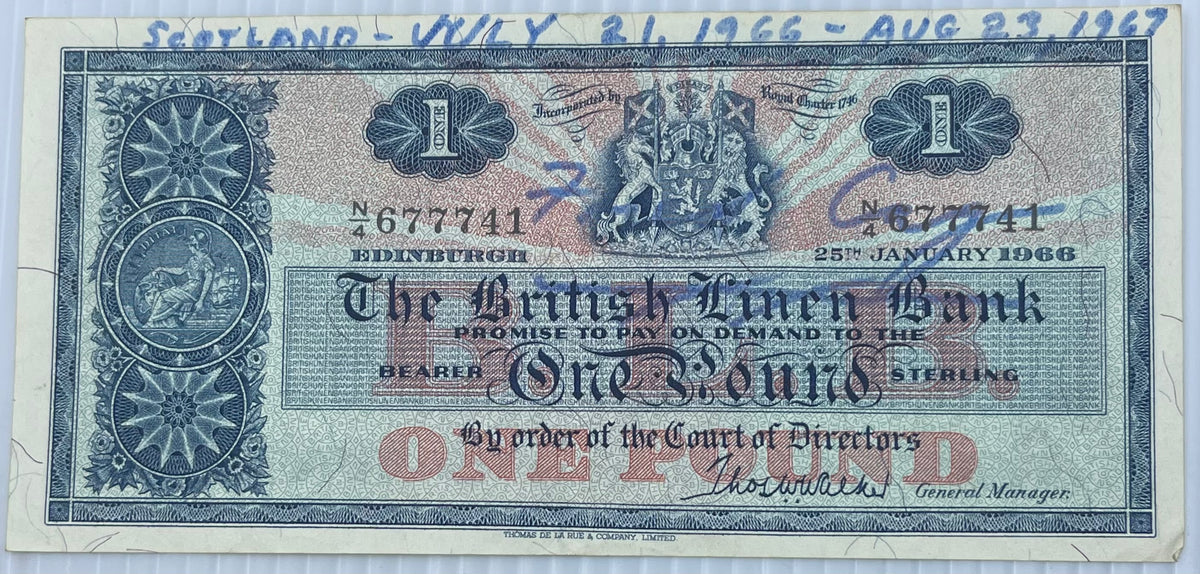 SCOTLAND - JULY 21, 1966 - AUG 23, 1967
Incorporated by Royal Charter 1746
1 ONE
1 ONE
N/4 677741
N/4 677741
EDINBURGH
25TH JANUARY 1966
The British Linen Bank
PROMISE TO PAY ON DEMAND TO THE
BEARER One Pound STERLING
B.L.B.
By order of the Court of Directors
ONE POUND
Thos W Walker
General Manager.
THOMAS DE LA RUE & COMPANY, LIMITED.